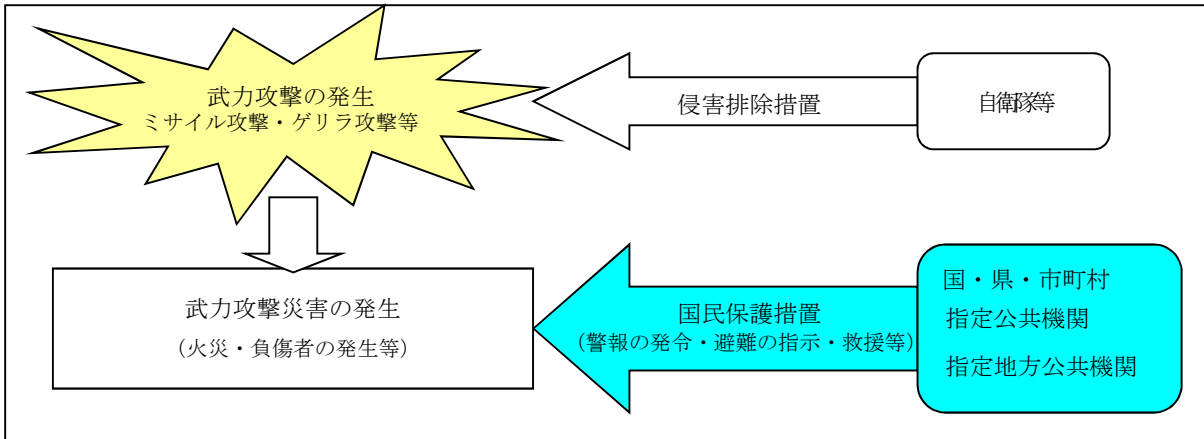 武力攻撃の発生
ミサイル攻撃・ゲリラ攻撃等
侵害排除措置
自衛隊等
武力攻撃災害の発生
（火災・負傷者の発生等）
国民保護措置
（警報の発令・避難の指示・救援等）
国・県・市町村
指定公共機関
指定地方公共機関